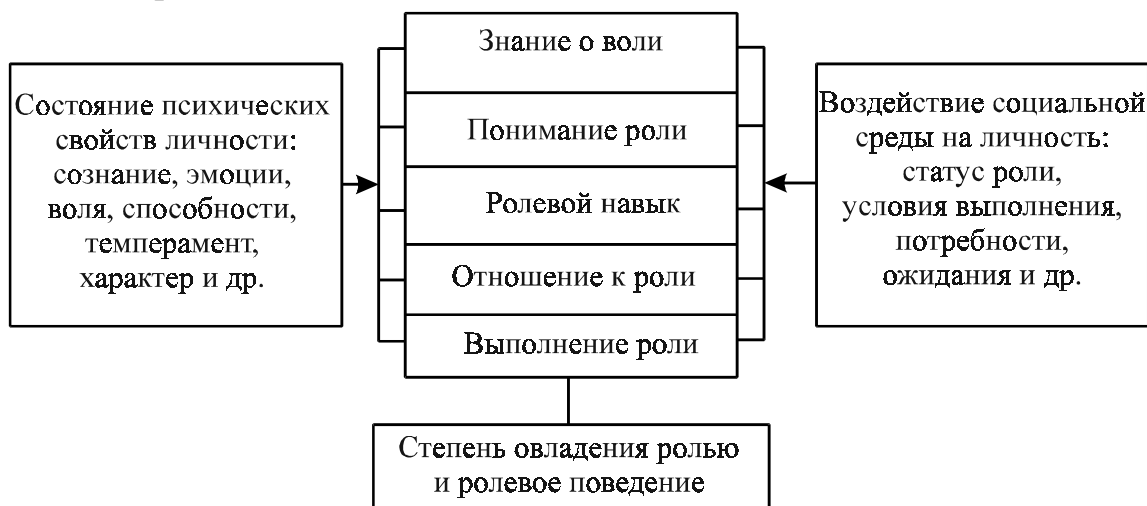 Знание о воли
Понимание роли
Ролевой навык
Отношение к роли
Выполнение роли
Состояние психических
свойств личности:
сознание, эмоции,
воля, способности,
темперамент,
характер и др.
Воздействие социальной
среды на личность:
статус роли,
условия выполнения,
потребности,
ожидания и др.
Степень овладения ролью
и ролевое поведение